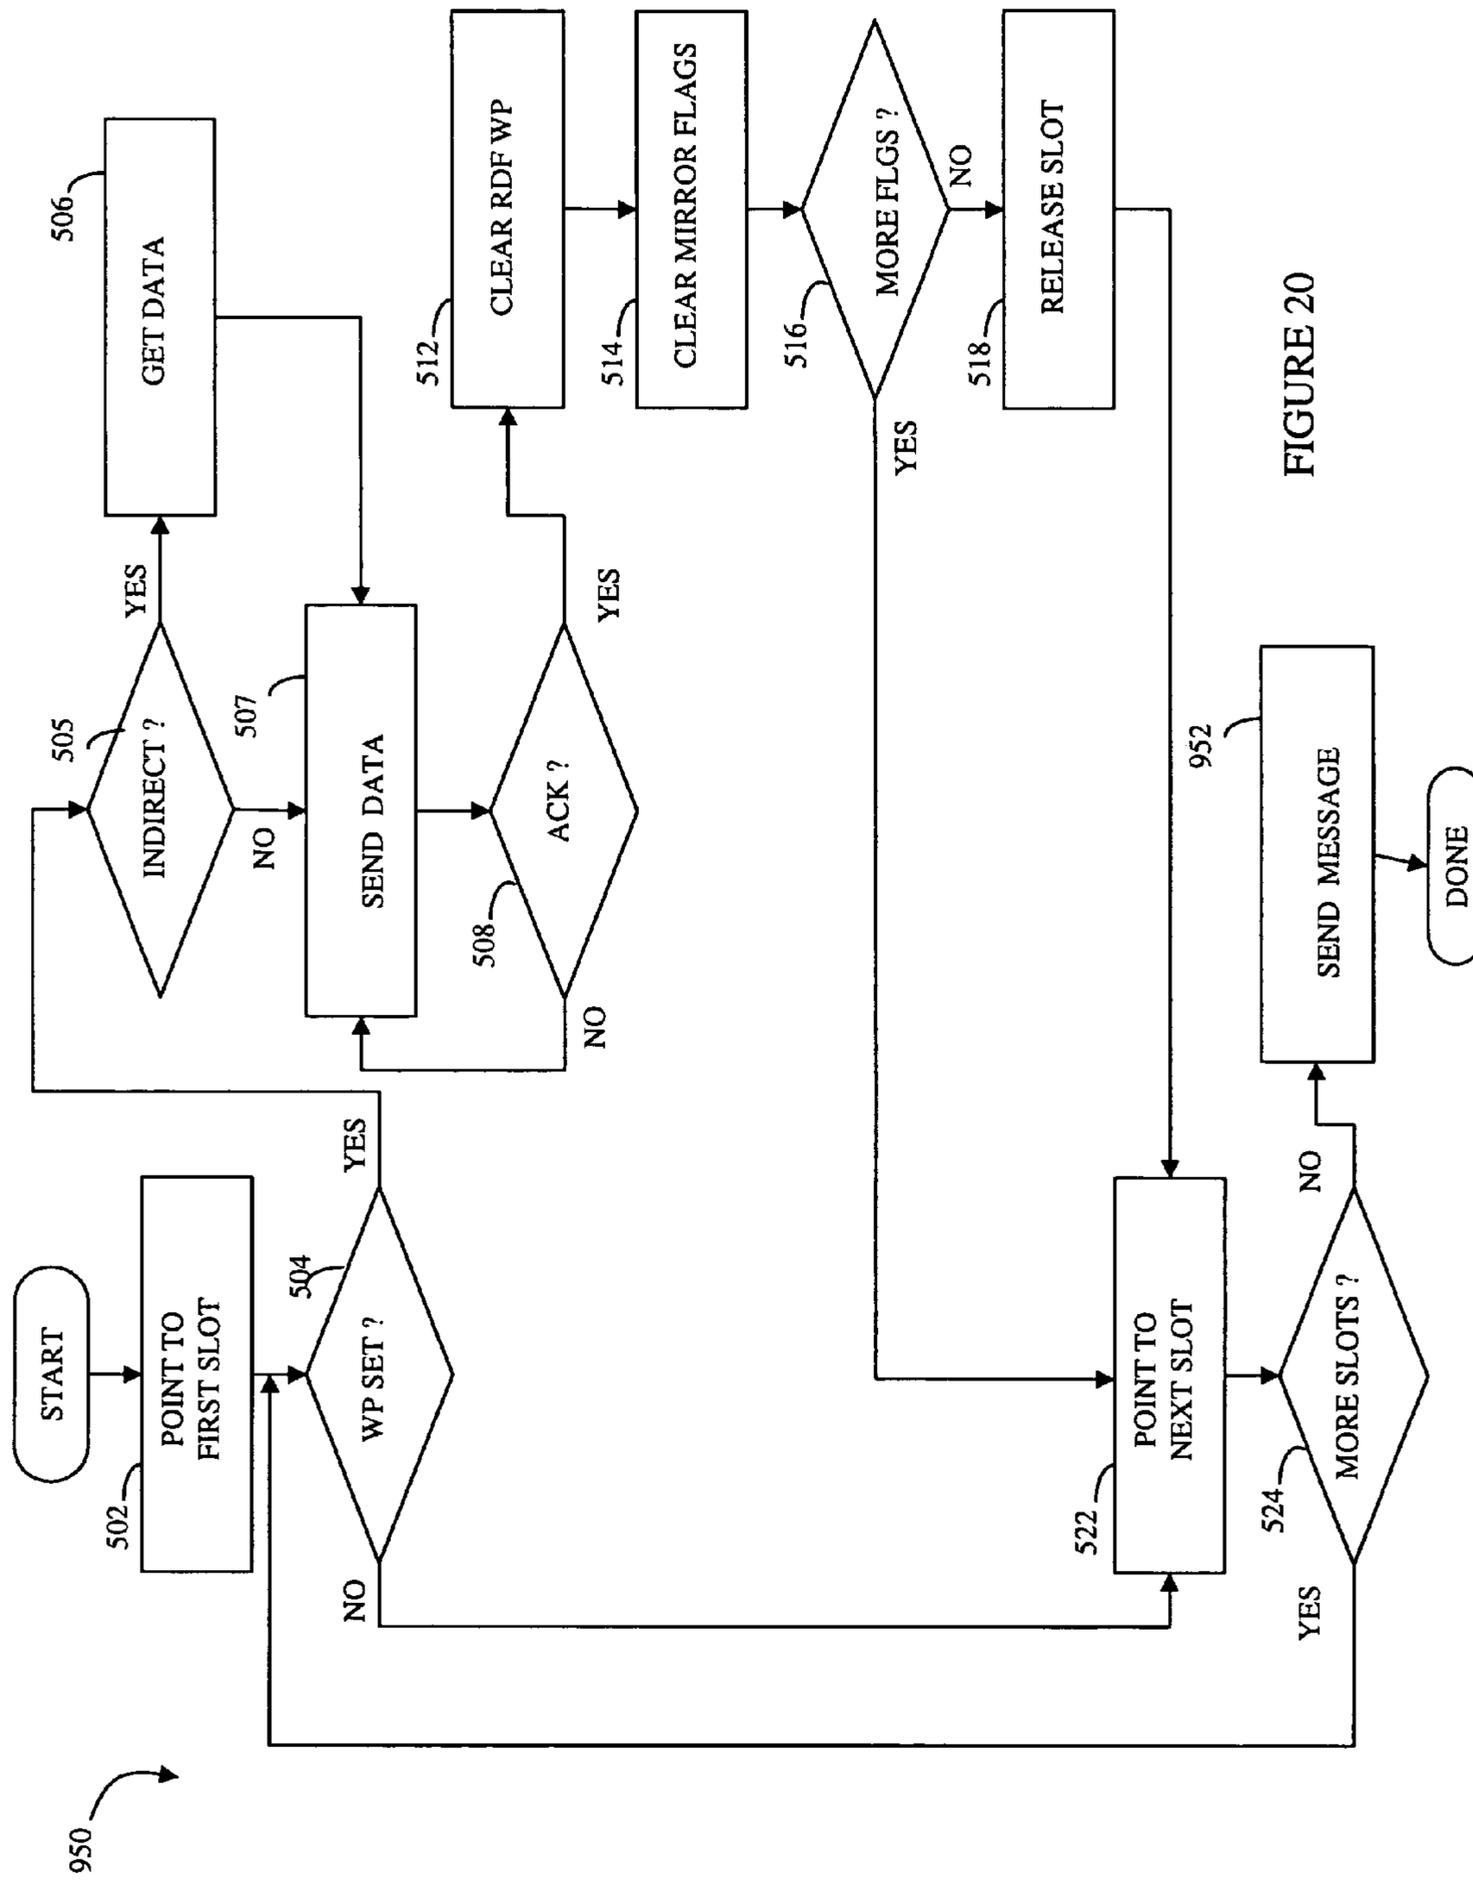 950
START
502
POINT TO
FIRST SLOT
504
WP SET ?
YES
NO
505
INDIRECT ?
YES
NO
506
GET DATA
507
SEND DATA
508
ACK ?
YES
NO
512
CLEAR RDF WP
514
CLEAR MIRROR FLAGS
516
MORE FLGS ?
YES
NO
518
RELEASE SLOT
522
POINT TO
NEXT SLOT
524
MORE SLOTS ?
YES
NO
952
SEND MESSAGE
DONE
FIGURE 20